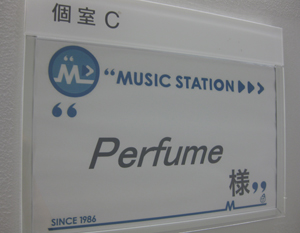 個室 C
M "MUSIC STATION ▶▶▶
“
Perfume
様 ”
SINCE 1986
M